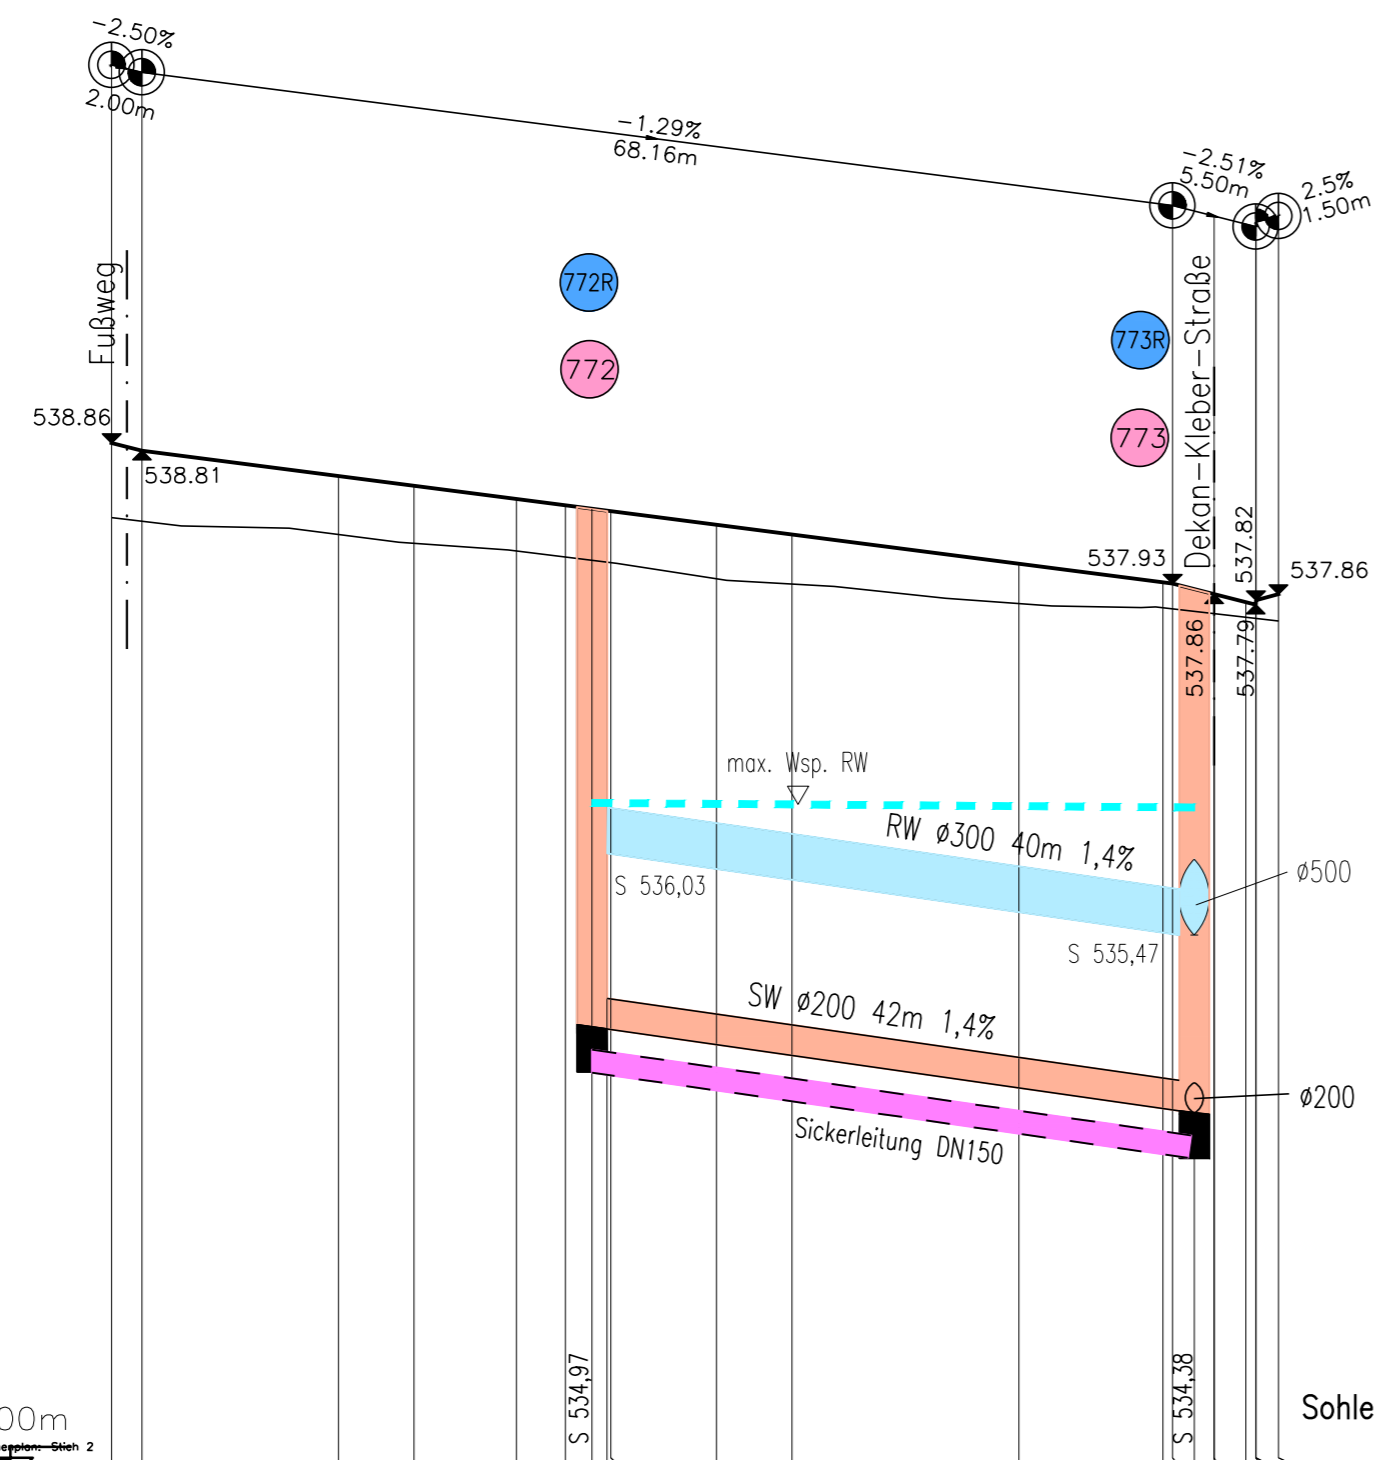 -2.50%
2.00m
-1.29%
68.16m
-2.51%
5.50m
2.5%
1.50m
Fußweg
772R
772
773R
773
Dekan-Kleber-Straße
538.86
538.81
537.93
537.82
537.86
537.86
537.79
max. Wsp. RW
RW ø300 40m 1,4%
S 536,03
ø500
S 535,47
SW ø200 42m 1,4%
ø200
Sickerleitung DN150
S 534,97
S 534,38
Sohle
00m
Stich 2